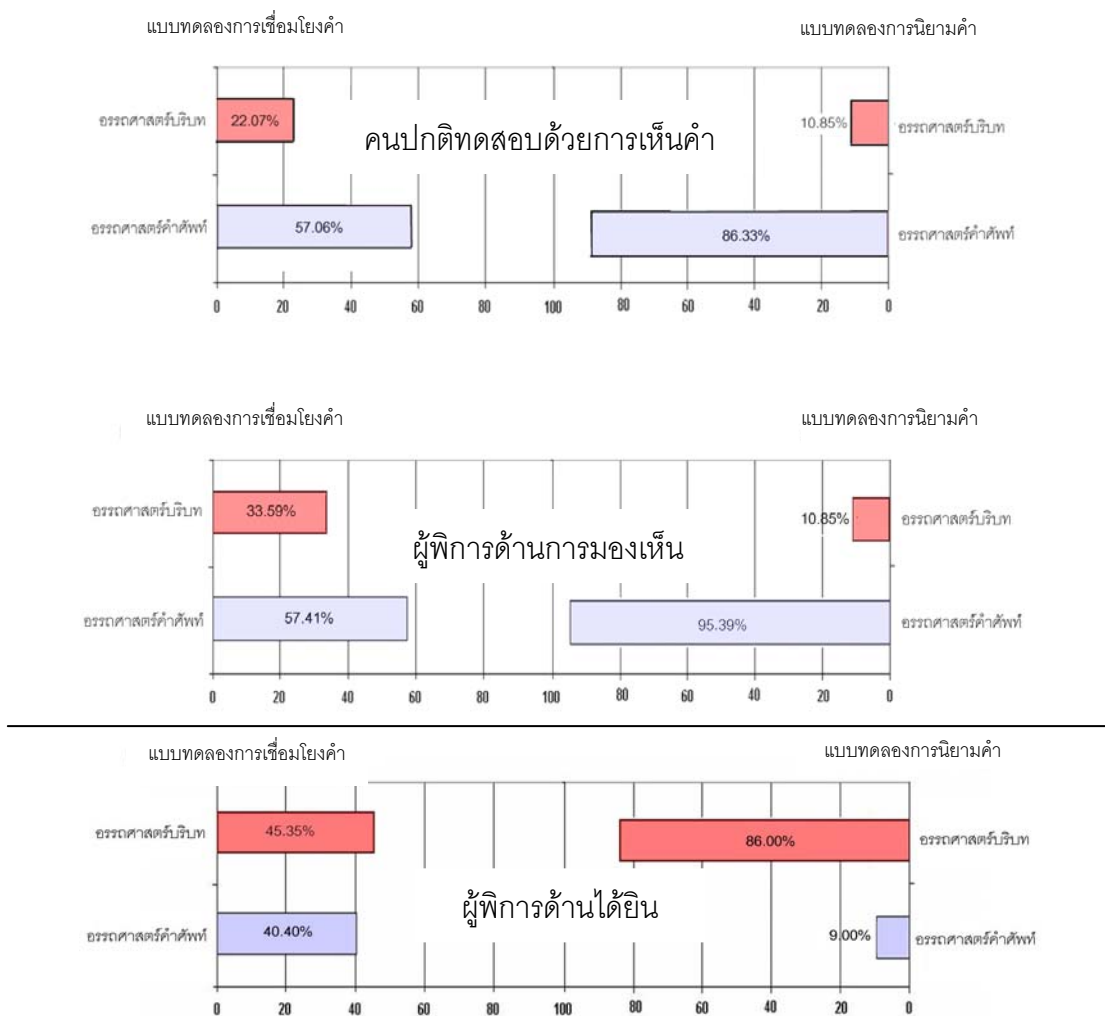 แบบทดลองการเชื่อมโยงคำ แบบทดลองการนิยามคำ
อรรถศาสตร์บริบท 22.07% 10.85% อรรถศาสตร์บริบท
คนปกติทดสอบด้วยการเห็นคำ
อรรถศาสตร์คำศัพท์ 57.06% 86.33% อรรถศาสตร์คำศัพท์
0 20 40 60 80 100 80 60 40 20 0
แบบทดลองการเชื่อมโยงคำ แบบทดลองการนิยามคำ
อรรถศาสตร์บริบท 33.59% 10.85% อรรถศาสตร์บริบท
ผู้พิการด้านการมองเห็น
อรรถศาสตร์คำศัพท์ 57.41% 95.39% อรรถศาสตร์คำศัพท์
0 20 40 60 80 100 80 60 40 20 0
แบบทดลองการเชื่อมโยงคำ แบบทดลองการนิยามคำ
อรรถศาสตร์บริบท 45.35% 86.00% อรรถศาสตร์บริบท
ผู้พิการด้านได้ยิน
อรรถศาสตร์คำศัพท์ 40.40% 9.00% อรรถศาสตร์คำศัพท์
0 20 40 60 80 100 80 60 40 20 0